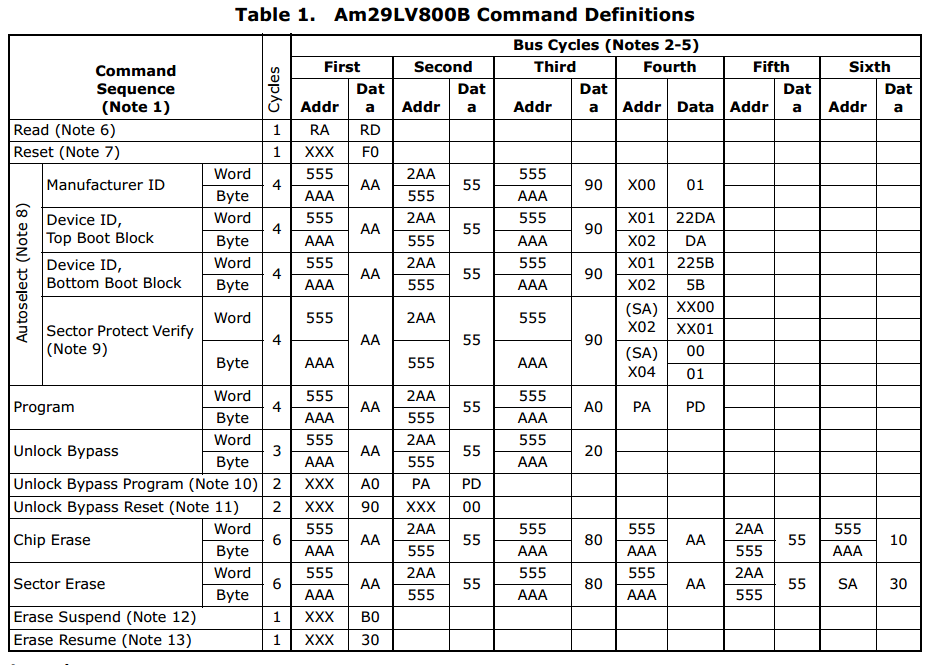 Table 1. Am29LV800B Command Definitions
Command Sequence (Note 1) Cycles Bus Cycles (Notes 2-5)
First Second Third Fourth Fifth Sixth
Addr Data Addr Data Addr Data Addr Data Addr Data Addr Data
Read (Note 6) 1 RA RD
Reset (Note 7) 1 XXX F0
Autoselect (Note 8)
Manufacturer ID Word 4 555 AA 2AA 55 555 90 X00 01
Byte AAA 555 AAA
Device ID, Top Boot Block Word 4 555 AA 2AA 55 555 90 X01 22DA
Byte AAA 555 AAA X02 DA
Device ID, Bottom Boot Block Word 4 555 AA 2AA 55 555 90 X01 225B
Byte AAA 555 AAA X02 5B
Sector Protect Verify (Note 9) Word 4 555 AA 2AA 55 555 90 (SA) X02 XX00
XX01
Byte AAA 555 AAA (SA) X04 00
01
Program Word 4 555 AA 2AA 55 555 A0 PA PD
Byte AAA 555 AAA
Unlock Bypass Word 3 555 AA 2AA 55 555 20
Byte AAA 555 AAA
Unlock Bypass Program (Note 10) 2 XXX A0 PA PD
Unlock Bypass Reset (Note 11) 2 XXX 90 XXX 00
Chip Erase Word 6 555 AA 2AA 55 555 80 555 AA 2AA 55 555 10
Byte AAA 555 AAA AAA 555 AAA
Sector Erase Word 6 555 AA 2AA 55 555 80 555 AA 2AA 55 SA 30
Byte AAA 555 AAA AAA 555
Erase Suspend (Note 12) 1 XXX B0
Erase Resume (Note 13) 1 XXX 30